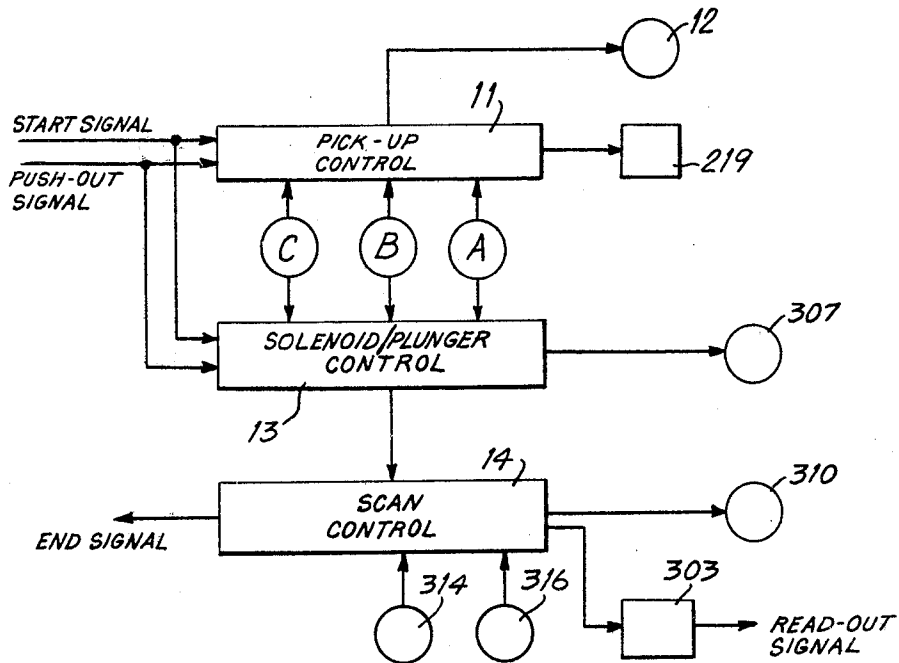 12
11
START SIGNAL
PICK-UP
CONTROL
PUSH-OUT
SIGNAL
219
C
B
A
307
SOLENOID/PLUNGER
CONTROL
13
14
310
SCAN
CONTROL
END SIGNAL
314
316
303
READ-OUT
SIGNAL